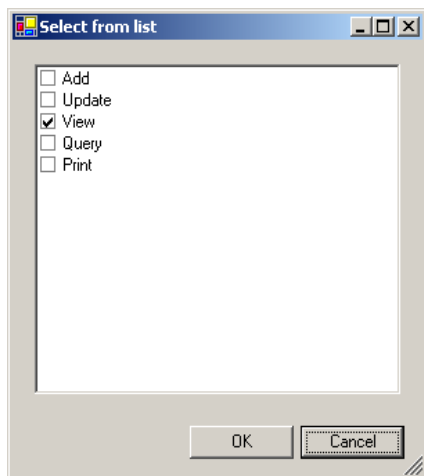 Select from list
Add
Update
View
Query
Print
OK Cancel